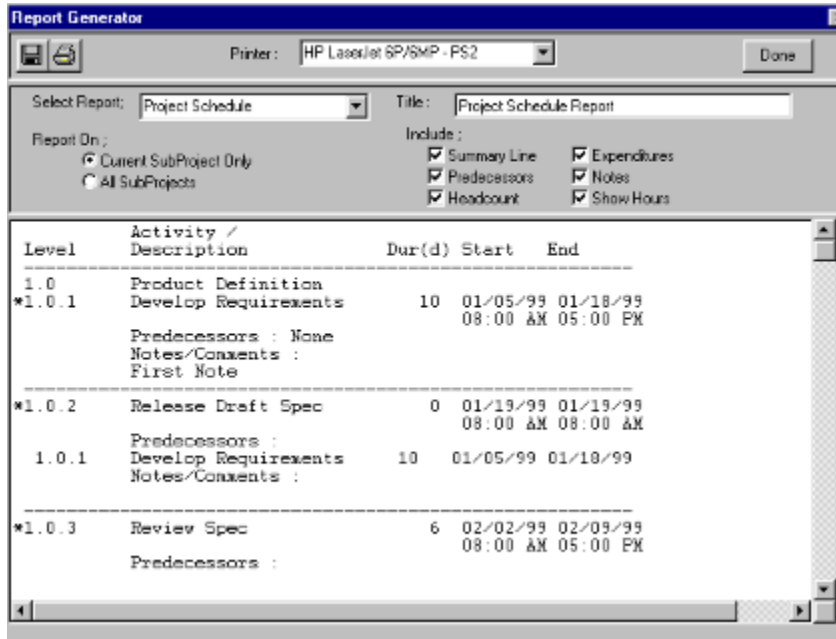 Report Generator
Printer : HP LaserJet 6P/6MP - PS2 Done
Select Report; Project Schedule Title : Project Schedule Report
Report On ; Include ;
Current SubProject Only Summary Line Expenditures
All SubProjects Predecessors Notes
Headcount Show Hours
Activity /
Level Description Dur(d) Start End
1.0 Product Definition
*1.0.1 Develop Requirements 10 01/05/99 01/18/99
08:00 AM 05:00 PM
Predecessors : None
Notes/Comments :
First Note
*1.0.2 Release Draft Spec 0 01/19/99 01/19/99
08:00 AM 08:00 AM
Predecessors :
1.0.1 Develop Requirements 10 01/05/99 01/18/99
Notes/Comments :
*1.0.3 Review Spec 6 02/02/99 02/09/99
08:00 AM 05:00 PM
Predecessors :